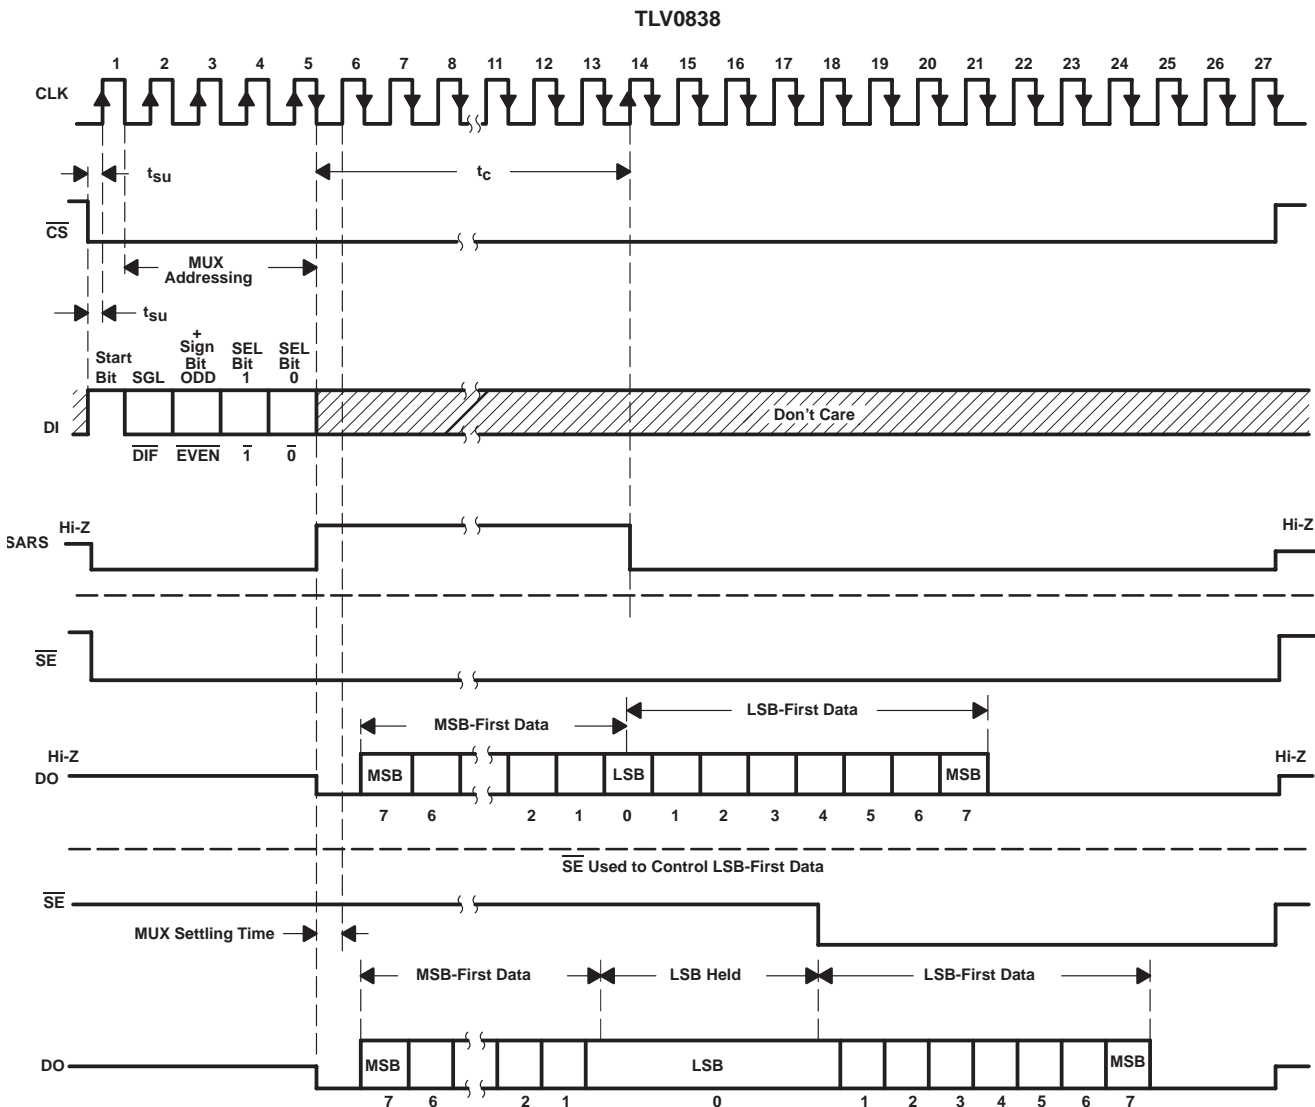 TLV0838
1 2 3 4 5 6 7 8 11 12 13 14 15 16 17 18 19 20 21 22 23 24 25 26 27
CLK
tsu
tc
CS
MUX
Addressing
tsu
+
Sign
Start Bit SEL SEL
Bit SGL ODD Bit 1 Bit 0
DI
Don't Care
DIF EVEN 1 0
Hi-Z
Hi-Z
SARS
SE
LSB-First Data
MSB-First Data
Hi-Z
Hi-Z
DO
MSB LSB MSB
7 6 2 1 0 1 2 3 4 5 6 7
SE Used to Control LSB-First Data
SE
MUX Settling Time
MSB-First Data LSB Held LSB-First Data
DO
MSB LSB MSB
7 6 2 1 0 1 2 3 4 5 6 7